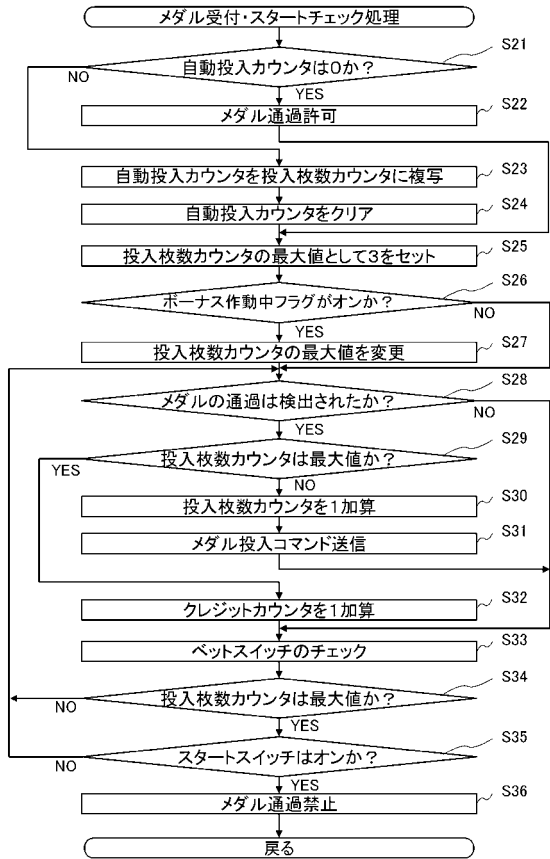 メダル受付・スタートチェック処理
S21
自動投入カウンタは0か？
NO
YES
S22
メダル通過許可
S23
自動投入カウンタを投入枚数カウンタに複写
S24
自動投入カウンタをクリア
S25
投入枚数カウンタの最大値として3をセット
S26
ボーナス作動中フラグがオンか？
NO
YES
S27
投入枚数カウンタの最大値を変更
S28
メダルの通過は検出されたか？
NO
YES
S29
投入枚数カウンタは最大値か？
YES
NO
S30
投入枚数カウンタを1加算
S31
メダル投入コマンド送信
S32
クレジットカウンタを1加算
S33
ベットスイッチのチェック
S34
投入枚数カウンタは最大値か？
NO
YES
S35
スタートスイッチはオンか？
NO
YES
S36
メダル通過禁止
戻る